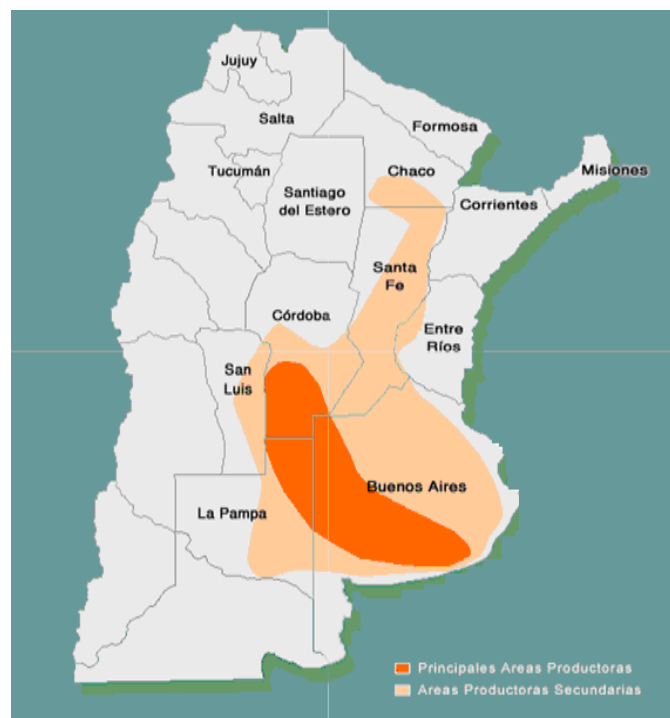 Jujuy
Salta
Formosa
Tucumán
Chaco
Misiones
Santiago
del Estero
Corrientes
Santa
Fe
Córdoba
Entre
Ríos
San
Luis
Buenos Aires
La Pampa
Principales Areas Productoras
Areas Productoras Secundarias